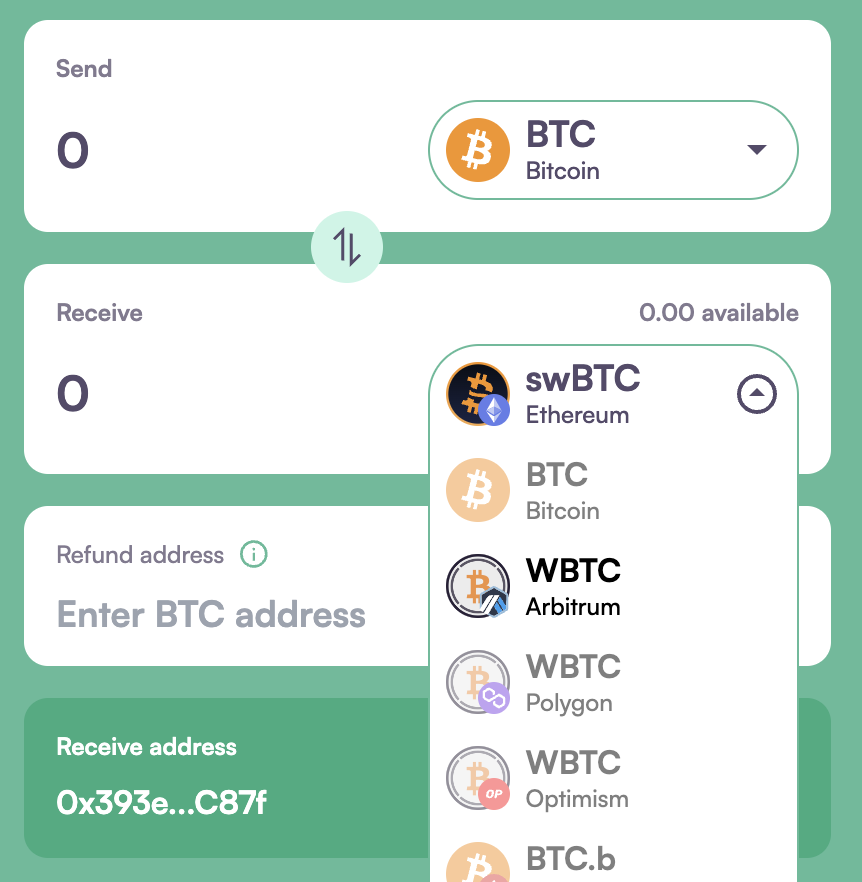 Send
0
BTC
Bitcoin
Receive
0.00 available
0
swBTC
Ethereum
BTC
Bitcoin
WBTC
Arbitrum
WBTC
Polygon
WBTC
OP
Optimism
BTC.b
Refund address
Enter BTC address
Receive address
0x393e...C87f